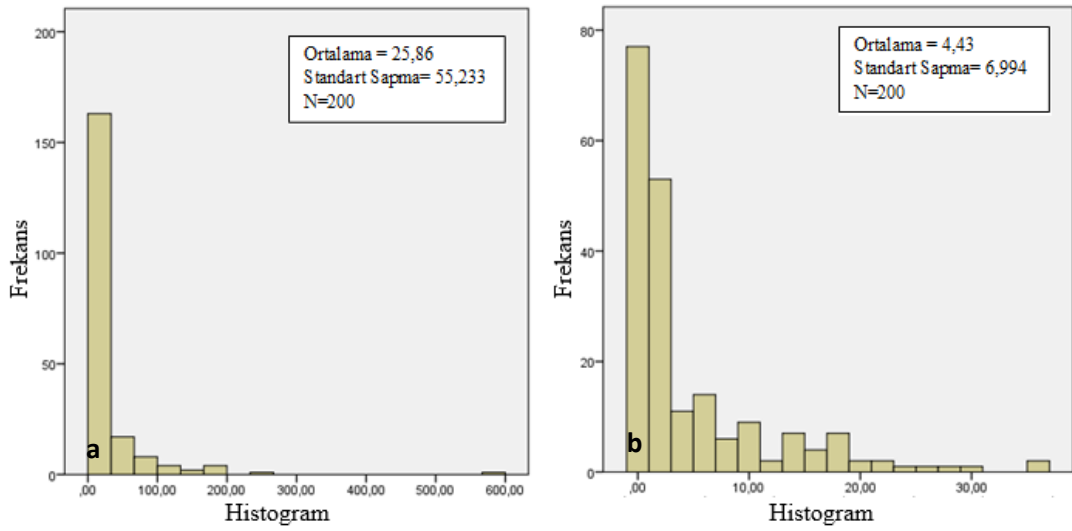 200
150
100
50
0
Frekans
Ortalama = 25,86
Standart Sapma= 55,233
N=200
a
,00 100,00 200,00 300,00 400,00 500,00 600,00
Histogram
80
60
40
20
0
Frekans
Ortalama = 4,43
Standart Sapma= 6,994
N=200
b
,00 10,00 20,00 30,00
Histogram